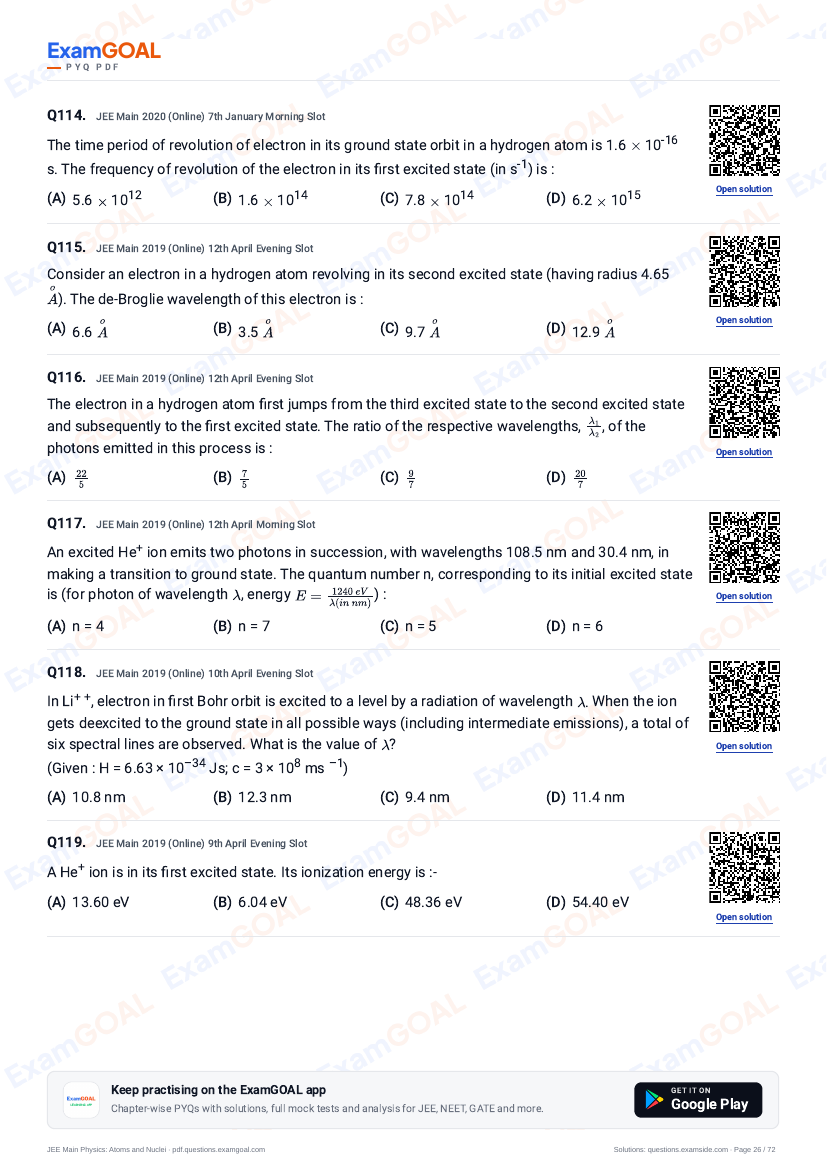 ExamGOAL
PYQ PDF
Q114. JEE Main 2020 (Online) 7th January Morning Slot
The time period of revolution of electron in its ground state orbit in a hydrogen atom is 1.6 × 10⁻¹⁶
s. The frequency of revolution of the electron in its first excited state (in s⁻¹) is :
(A) 5.6 × 10¹² (B) 1.6 × 10¹⁴ (C) 7.8 × 10¹⁴ (D) 6.2 × 10¹⁵
Open solution
Q115. JEE Main 2019 (Online) 12th April Evening Slot
Consider an electron in a hydrogen atom revolving in its second excited state (having radius 4.65
$\overset{o}{A}$). The de-Broglie wavelength of this electron is :
(A) 6.6 $\overset{o}{A}$ (B) 3.5 $\overset{o}{A}$ (C) 9.7 $\overset{o}{A}$ (D) 12.9 $\overset{o}{A}$
Open solution
Q116. JEE Main 2019 (Online) 12th April Evening Slot
The electron in a hydrogen atom first jumps from the third excited state to the second excited state
and subsequently to the first excited state. The ratio of the respective wavelengths, $\frac{\lambda_1}{\lambda_2}$, of the
photons emitted in this process is :
(A) $\frac{22}{5}$ (B) $\frac{7}{5}$ (C) $\frac{9}{7}$ (D) $\frac{20}{7}$
Open solution
Q117. JEE Main 2019 (Online) 12th April Morning Slot
An excited He⁺ ion emits two photons in succession, with wavelengths 108.5 nm and 30.4 nm, in
making a transition to ground state. The quantum number n, corresponding to its initial excited state
is (for photon of wavelength λ, energy $E = \frac{1240\ eV}{\lambda(in\ nm)}$) :
(A) n = 4 (B) n = 7 (C) n = 5 (D) n = 6
Open solution
Q118. JEE Main 2019 (Online) 10th April Evening Slot
In Li⁺ ⁺, electron in first Bohr orbit is excited to a level by a radiation of wavelength λ. When the ion
gets deexcited to the ground state in all possible ways (including intermediate emissions), a total of
six spectral lines are observed. What is the value of λ?
(Given : H = 6.63 × 10⁻³⁴ Js; c = 3 × 10⁸ ms ⁻¹)
(A) 10.8 nm (B) 12.3 nm (C) 9.4 nm (D) 11.4 nm
Open solution
Q119. JEE Main 2019 (Online) 9th April Evening Slot
A He⁺ ion is in its first excited state. Its ionization energy is :-
(A) 13.60 eV (B) 6.04 eV (C) 48.36 eV (D) 54.40 eV
Open solution
Keep practising on the ExamGOAL app
Chapter-wise PYQs with solutions, full mock tests and analysis for JEE, NEET, GATE and more.
GET IT ON
Google Play
JEE Main Physics: Atoms and Nuclei · pdf.questions.examgoal.com
Solutions: questions.examside.com · Page 26 / 72